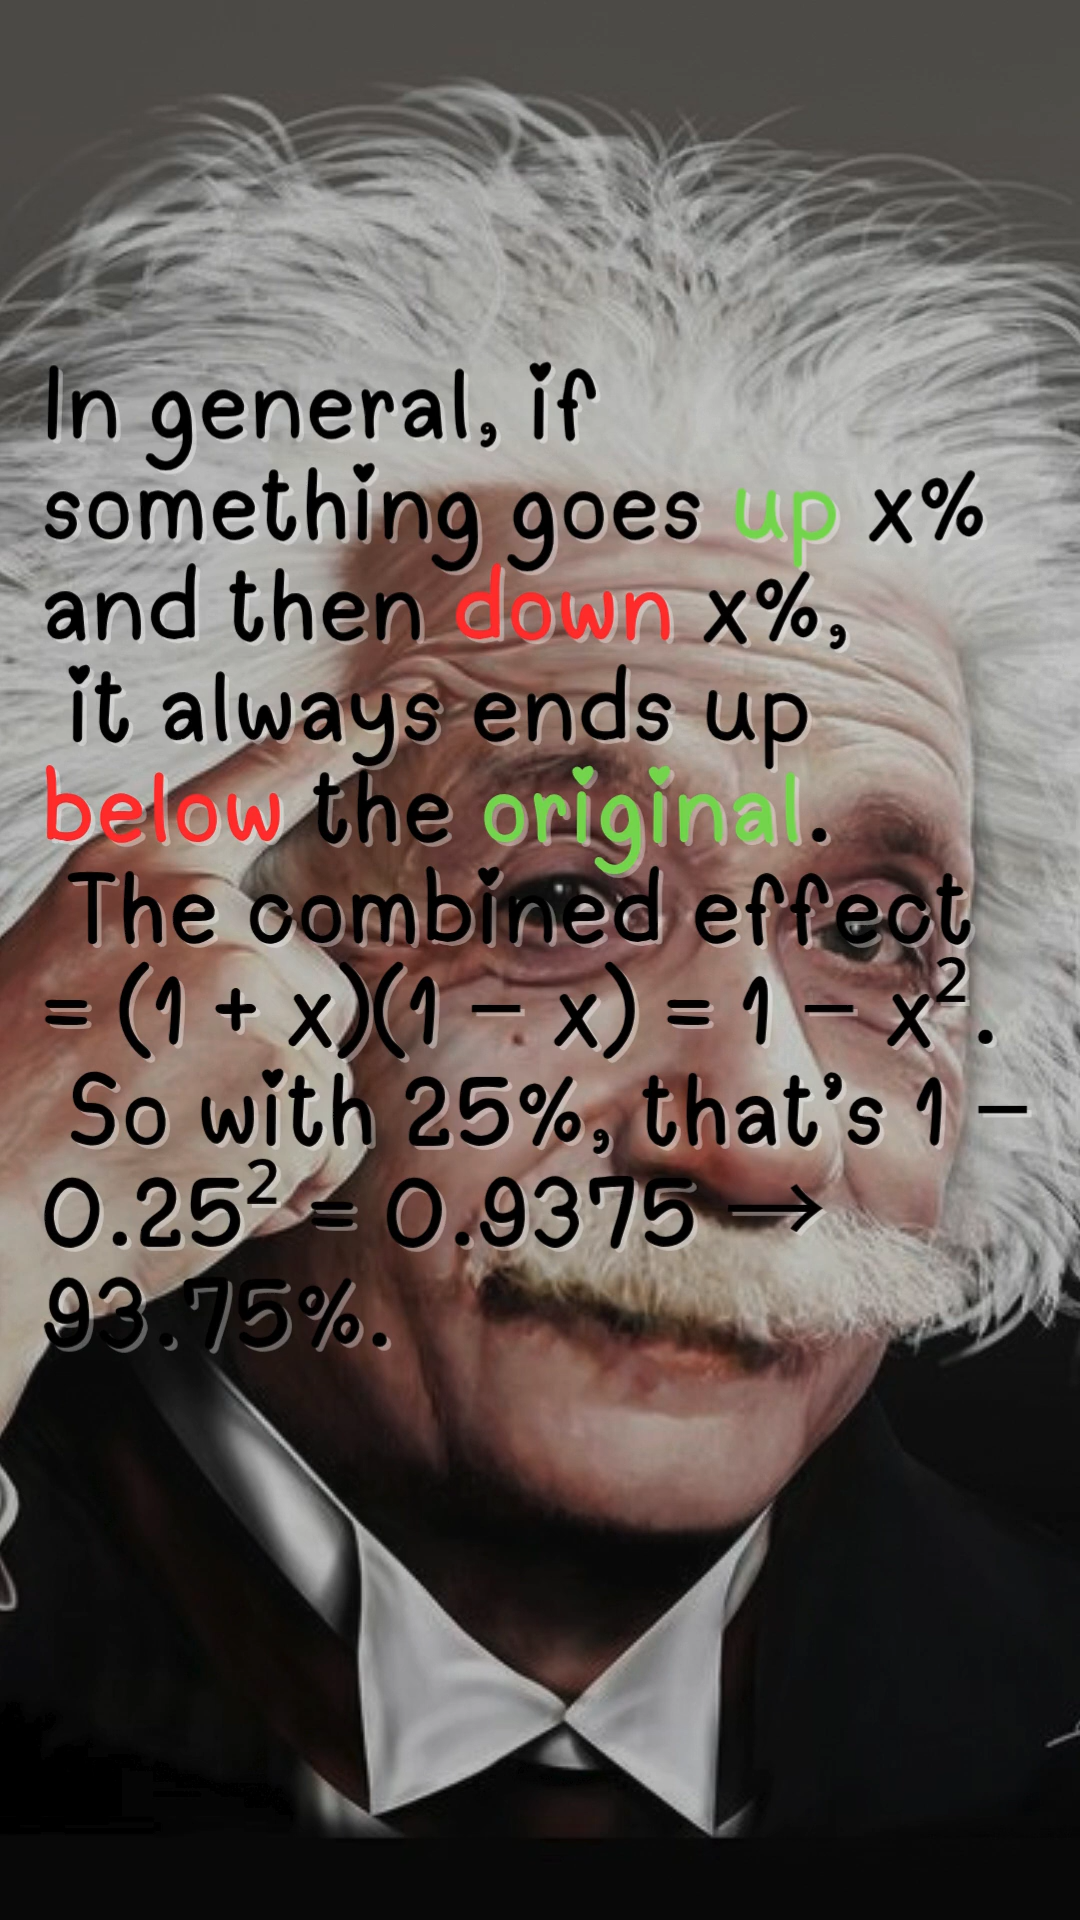 In general, if
something goes up x%
and then down x%,
it always ends up
below the original.
The combined effect
= (1 + x)(1 − x) = 1 − x².
So with 25%, that’s 1 −
0.25² = 0.9375 →
93.75%.